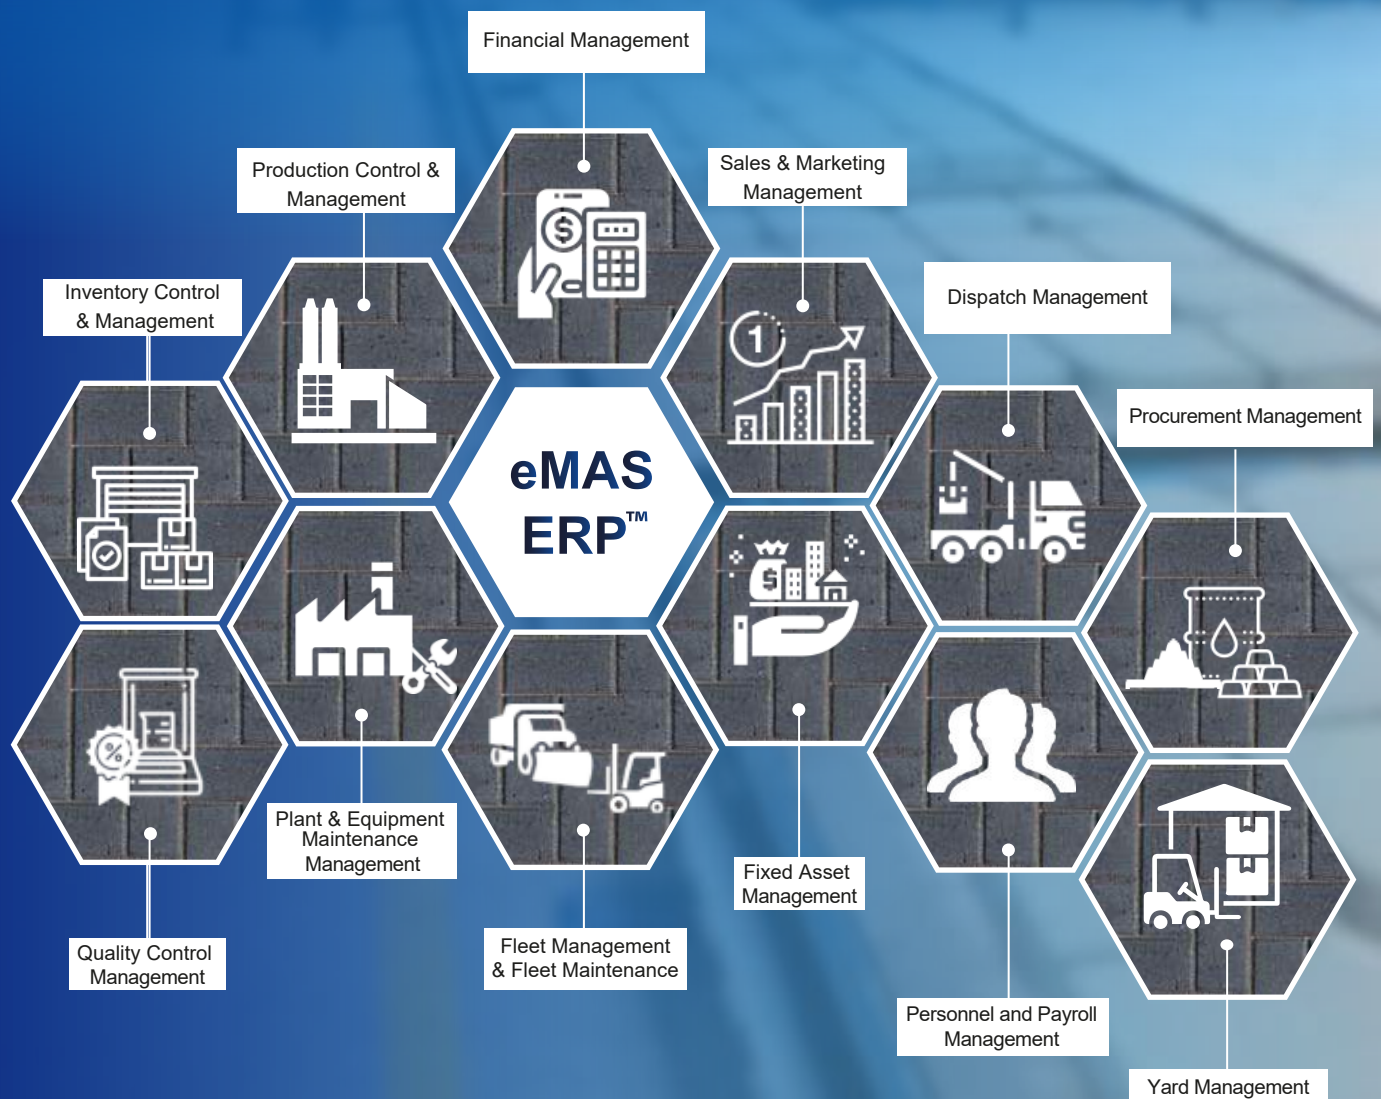 Financial Management
Production Control &
Management
Sales & Marketing
Management
Inventory Control
& Management
Dispatch Management
Procurement Management
1
$
eMAS
ERP™
$
%
Plant & Equipment
Maintenance
Management
Fixed Asset
Management
Quality Control
Management
Fleet Management
& Fleet Maintenance
Personnel and Payroll
Management
Yard Management